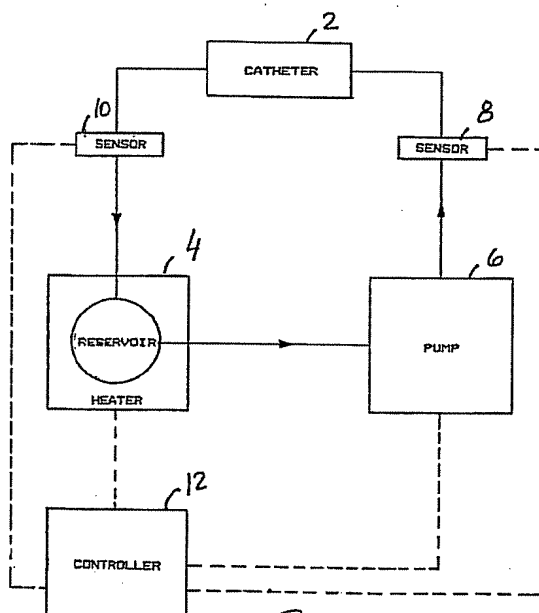 2
CATHETER
10
SENSOR
8
SENSOR
4
RESERVOIR
HEATER
6
PUMP
12
CONTROLLER